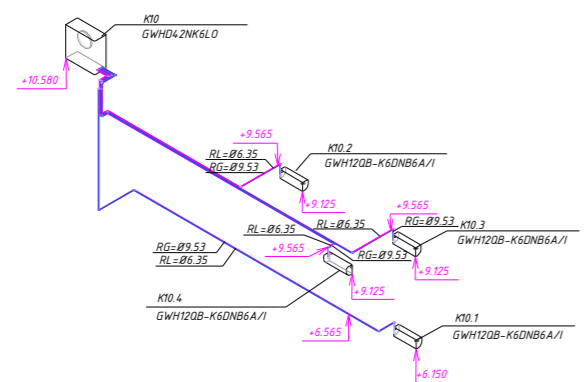 K10
GWHD42NK6LO
+10.580
+9.565
K10.2
RL=Ø6.35
GWH12QB-K6DNB6A/I
RG=Ø9.53
+9.125
+9.565
RG=Ø9.53
K10.3
RL=Ø6.35
RL=Ø6.35
GWH12QB-K6DNB6A/I
RG=Ø9.53
+9.565
RG=Ø9.53
RL=Ø6.35
+9.125
+9.125
K10.4
GWH12QB-K6DNB6A/I
K10.1
+6.565
GWH12QB-K6DNB6A/I
+6.150